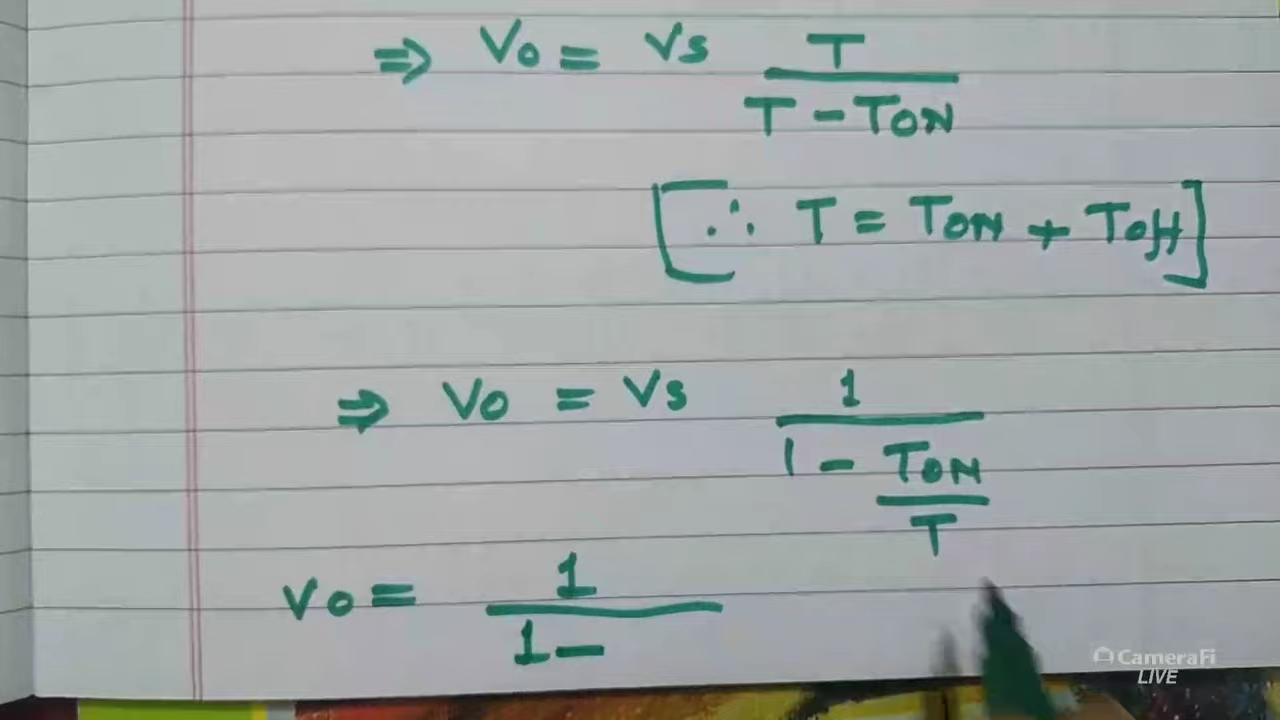 ⇒ Vo = Vs T / (T - TON)
[∴ T = TON + TOff]
⇒ Vo = Vs 1 / (1 - TON / T)
Vo = 1 / (1 -
CameraFi
LIVE